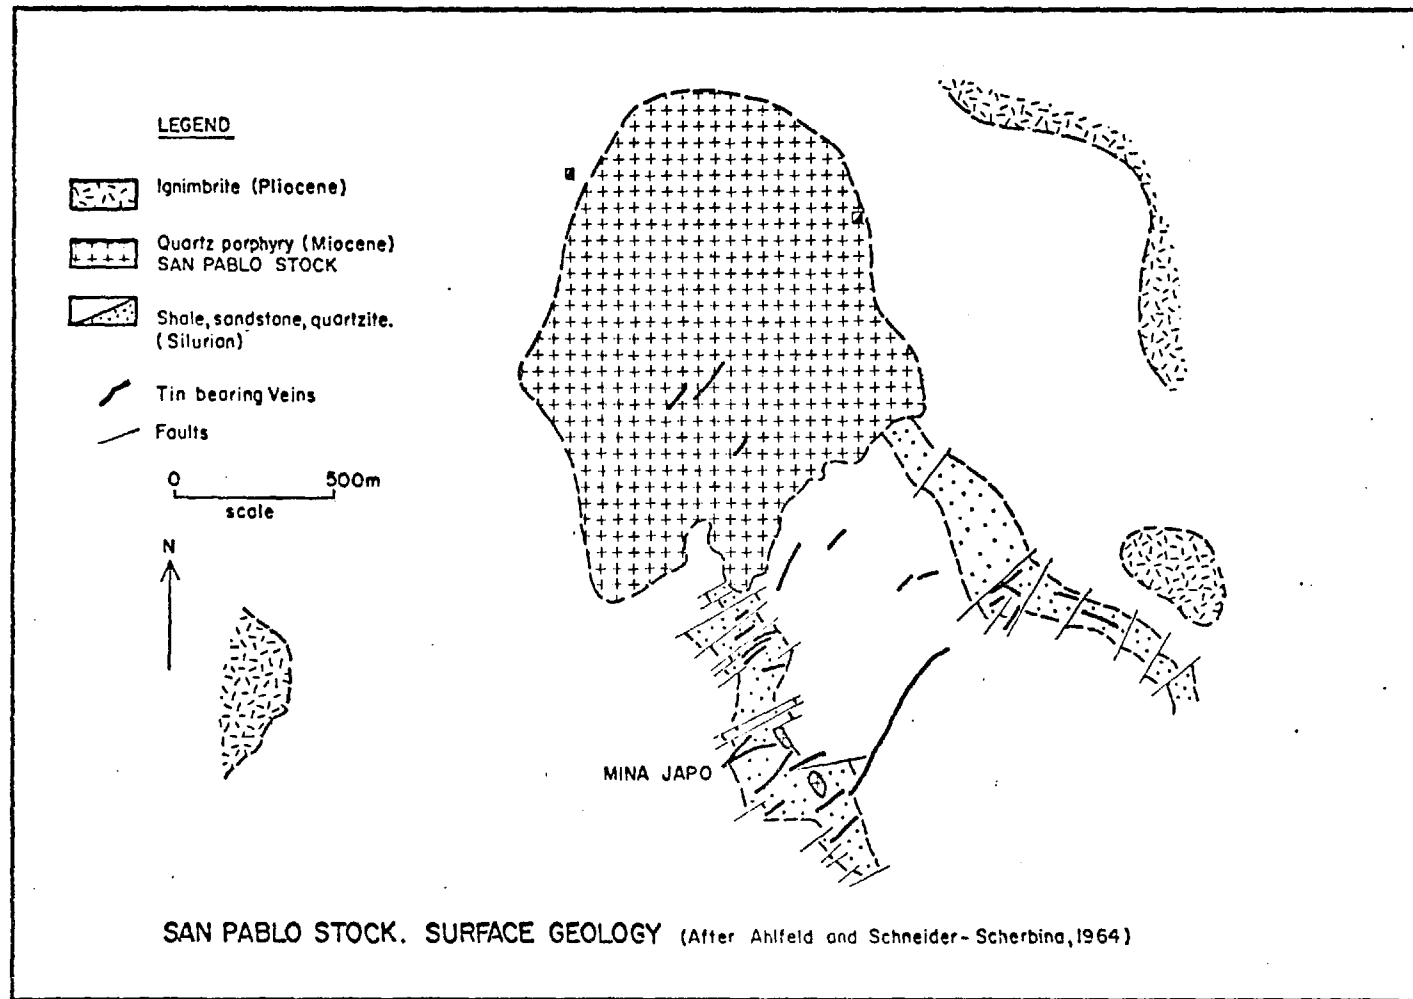 LEGEND
Ignimbrite (Pliocene)
Quartz porphyry (Miocene)
SAN PABLO STOCK
Shale, sandstone, quartzite.
(Silurian)
Tin bearing Veins
Faults
0 500m
scale
N
MINA JAPO
SAN PABLO STOCK. SURFACE GEOLOGY (After Ahlfeld and Schneider-Scherbina, 1964)